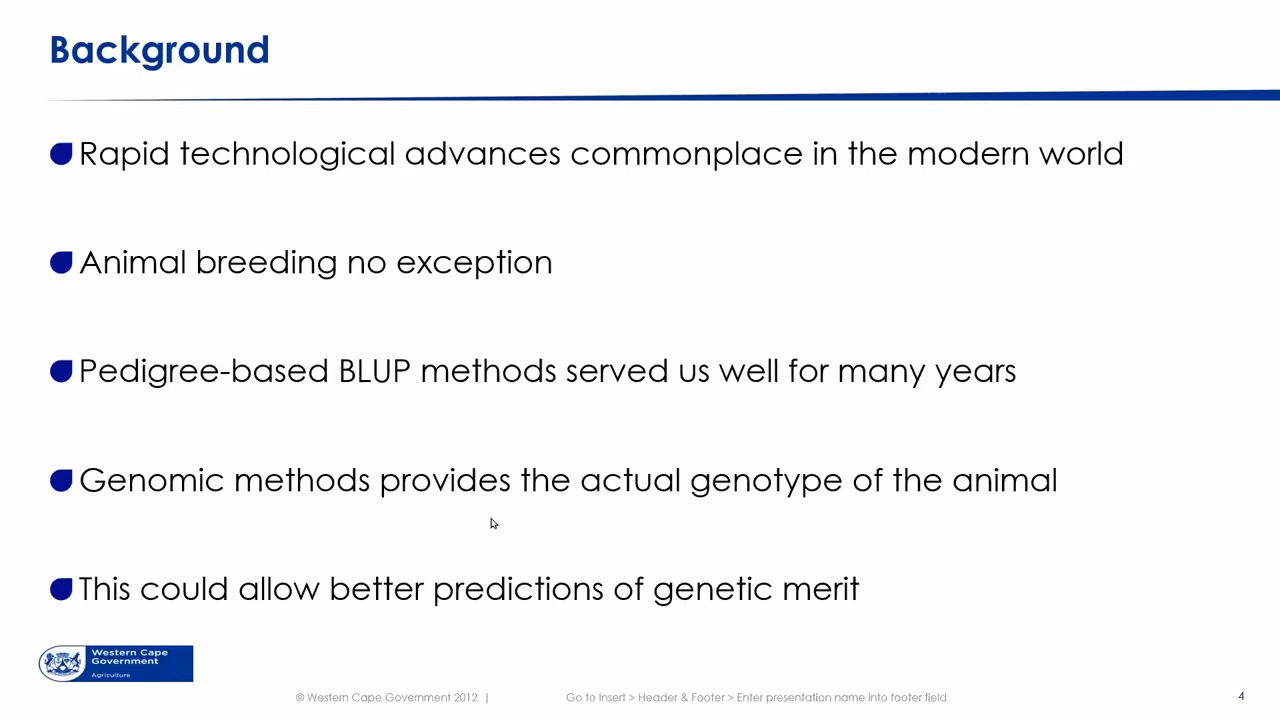 Background
Rapid technological advances commonplace in the modern world
Animal breeding no exception
Pedigree-based BLUP methods served us well for many years
Genomic methods provides the actual genotype of the animal
This could allow better predictions of genetic merit
Western Cape
Government
Agriculture
© Western Cape Government 2012 |
Go to Insert > Header & Footer > Enter presentation name into footer field
4